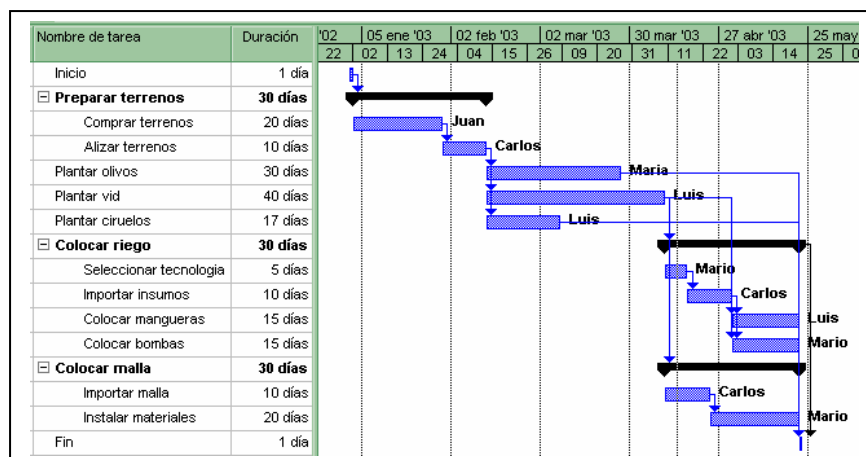 Nombre de tarea Duración '02 05 ene '03 02 feb '03 02 mar '03 30 mar '03 27 abr '03 25 may
22 02 13 24 04 15 26 09 20 31 11 22 03 14 25 0
Inicio 1 día
Preparar terrenos 30 días
Comprar terrenos 20 días Juan
Alizar terrenos 10 días Carlos
Plantar olivos 30 días Maria
Plantar vid 40 días Luis
Plantar ciruelos 17 días Luis
Colocar riego 30 días
Seleccionar tecnologia 5 días Mario
Importar insumos 10 días Carlos
Colocar mangueras 15 días Luis
Colocar bombas 15 días Mario
Colocar malla 30 días
Importar malla 10 días Carlos
Instalar materiales 20 días Mario
Fin 1 día